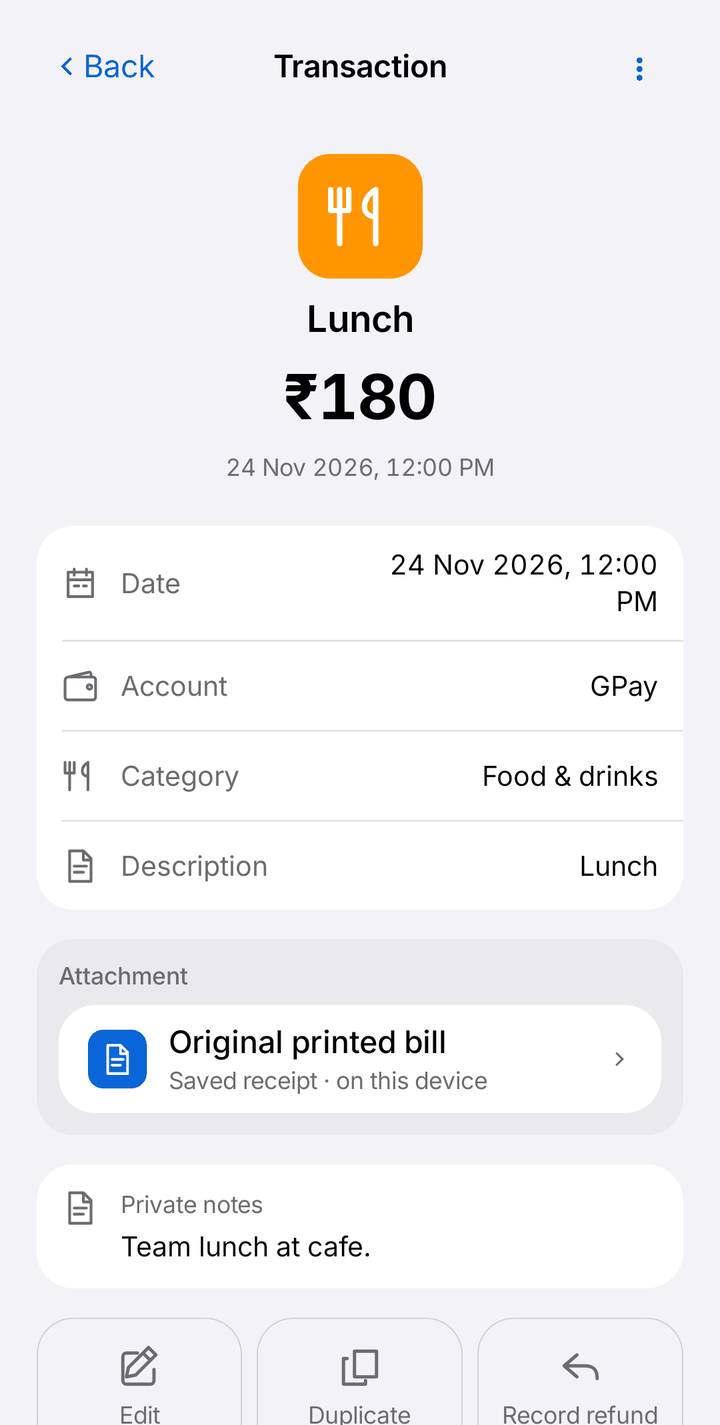 Back
Transaction
Lunch
₹180
24 Nov 2026, 12:00 PM
Date
24 Nov 2026, 12:00
PM
Account
GPay
Category
Food & drinks
Description
Lunch
Attachment
Original printed bill
Saved receipt · on this device
Private notes
Team lunch at cafe.
Edit
Duplicate
Record refund